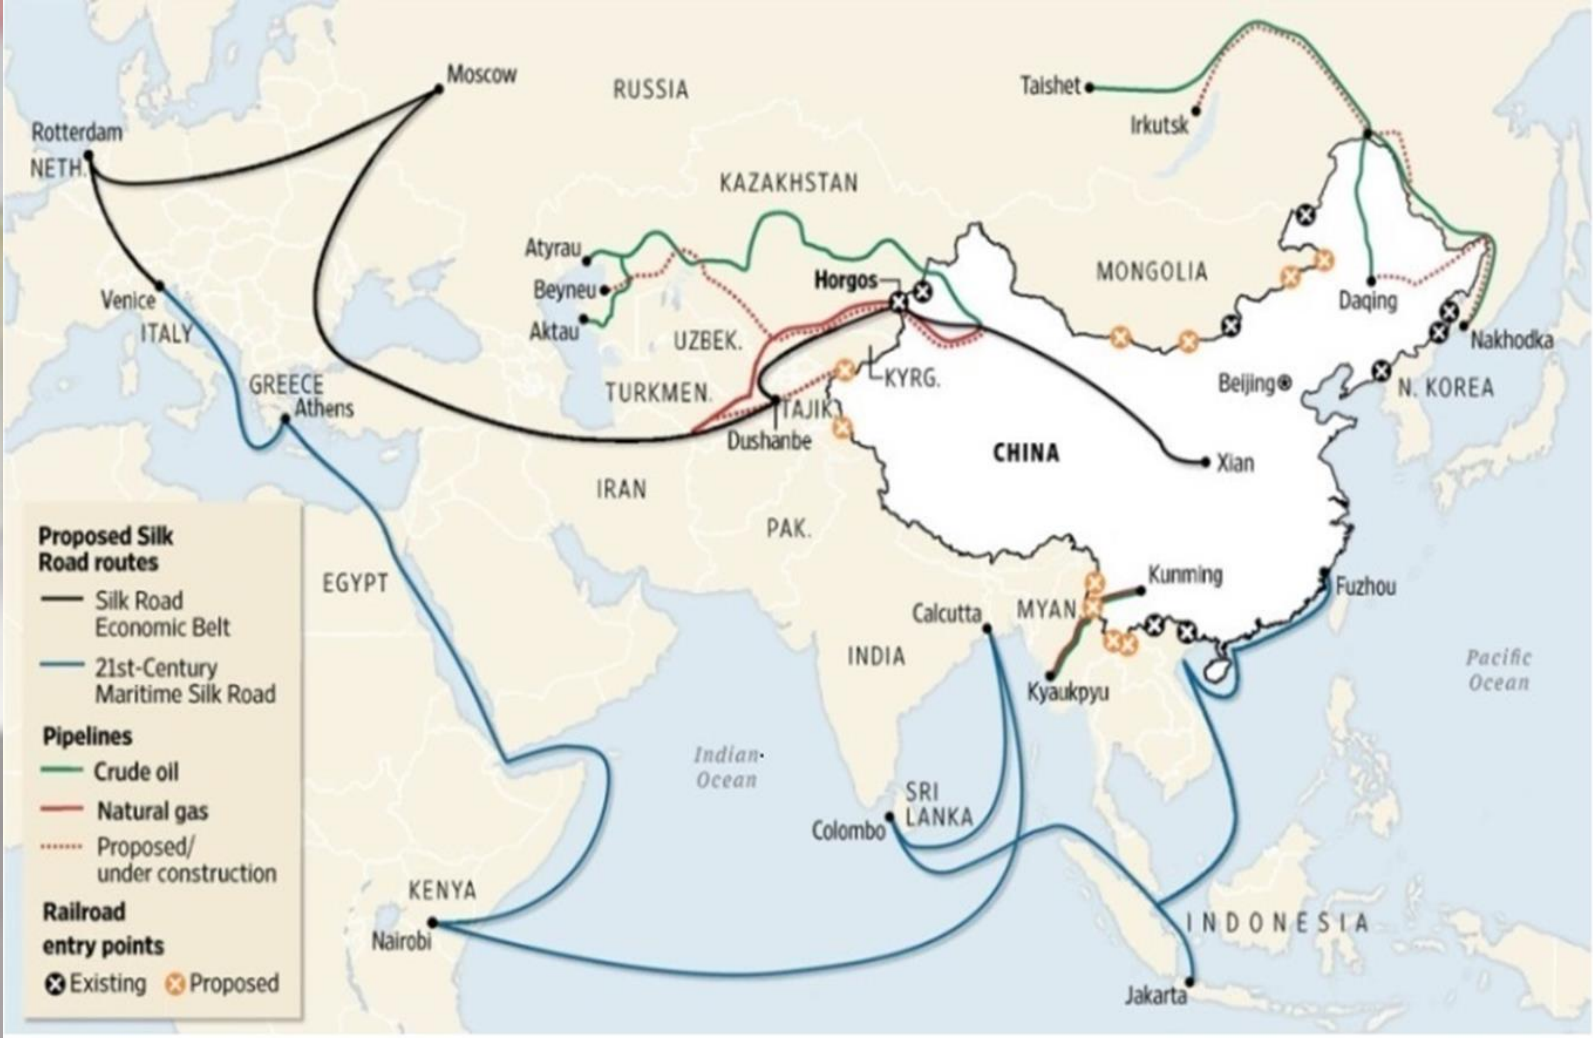 Moscow
RUSSIA
Taishet
Irkutsk
Rotterdam
NETH.
KAZAKHSTAN
Atyrau
Beyneu
Aktau
Horgos
MONGOLIA
Daqing
Nakhodka
Venice
ITALY
UZBEK.
TURKMEN.
KYRG.
TAJIK.
Dushanbe
Beijing
N. KOREA
GREECE
Athens
CHINA
Xian
IRAN
PAK.
EGYPT
Kunming
Fuzhou
Calcutta
MYAN.
INDIA
Kyaukpyu
Pacific
Ocean
Indian
Ocean
SRI
LANKA
Colombo
KENYA
Nairobi
INDONESIA
Jakarta
Proposed Silk
Road routes
Silk Road
Economic Belt
21st-Century
Maritime Silk Road
Pipelines
Crude oil
Natural gas
Proposed/
under construction
Railroad
entry points
Existing Proposed